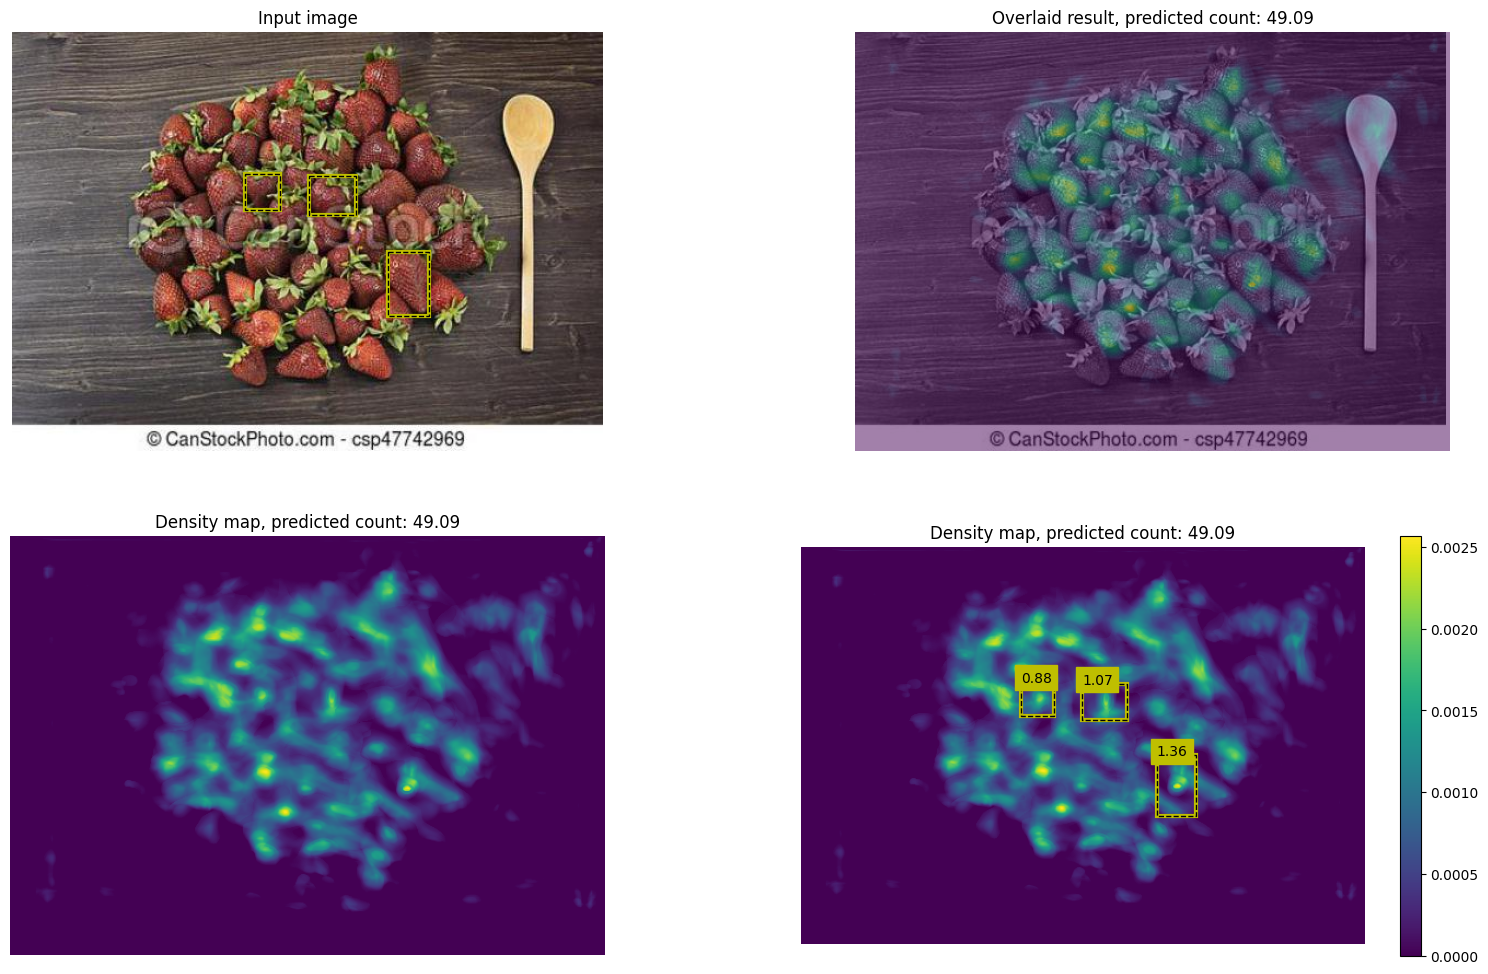 Input image
Overlaid result, predicted count: 49.09
© CanStockPhoto.com - csp47742969
© CanStockPhoto.com - csp47742969
Density map, predicted count: 49.09
Density map, predicted count: 49.09
0.88
1.07
1.36
0.0025
0.0020
0.0015
0.0010
0.0005
0.0000